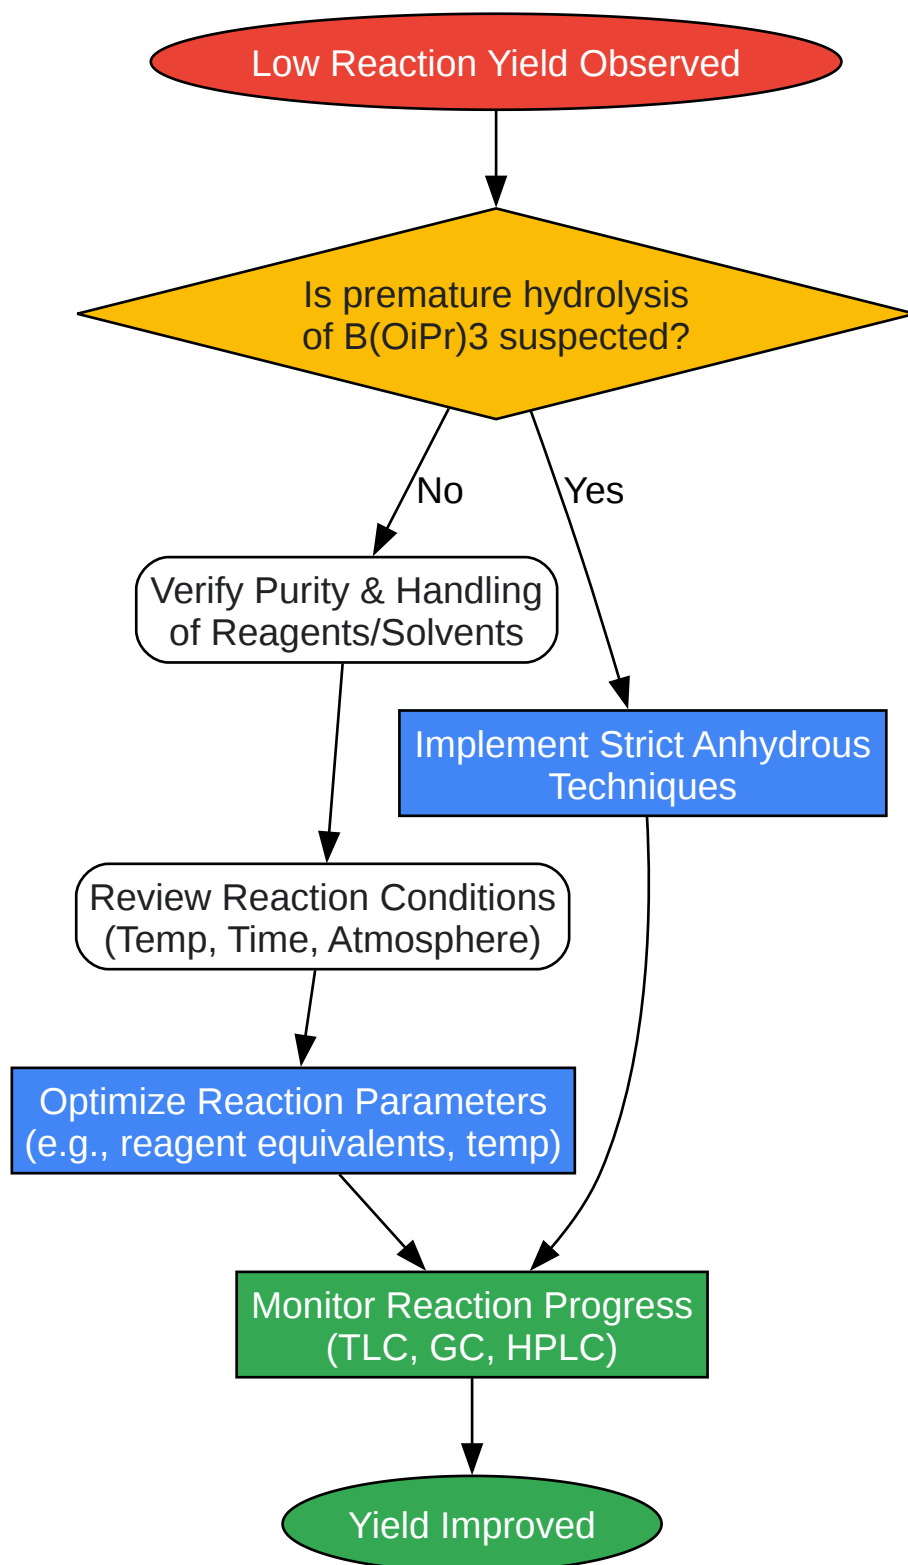 Low Reaction Yield Observed
Is premature hydrolysis
of B(OiPr)3 suspected?
No
Yes
Verify Purity & Handling
of Reagents/Solvents
Implement Strict Anhydrous
Techniques
Review Reaction Conditions
(Temp, Time, Atmosphere)
Optimize Reaction Parameters
(e.g., reagent equivalents, temp)
Monitor Reaction Progress
(TLC, GC, HPLC)
Yield Improved